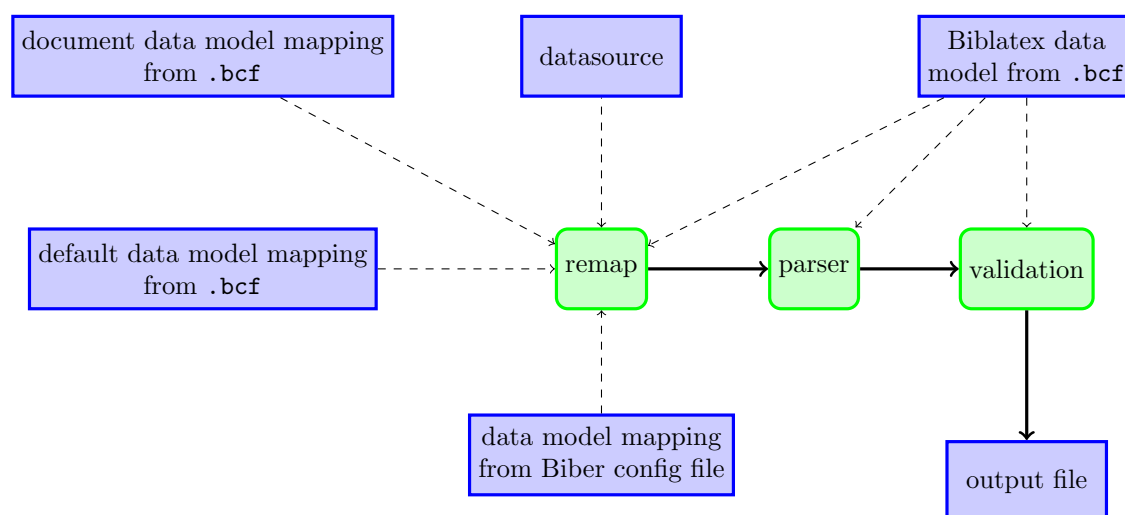 document data model mapping
from .bcf
datasource
Biblatex data
model from .bcf
default data model mapping
from .bcf
remap
parser
validation
data model mapping
from Biber config file
output file